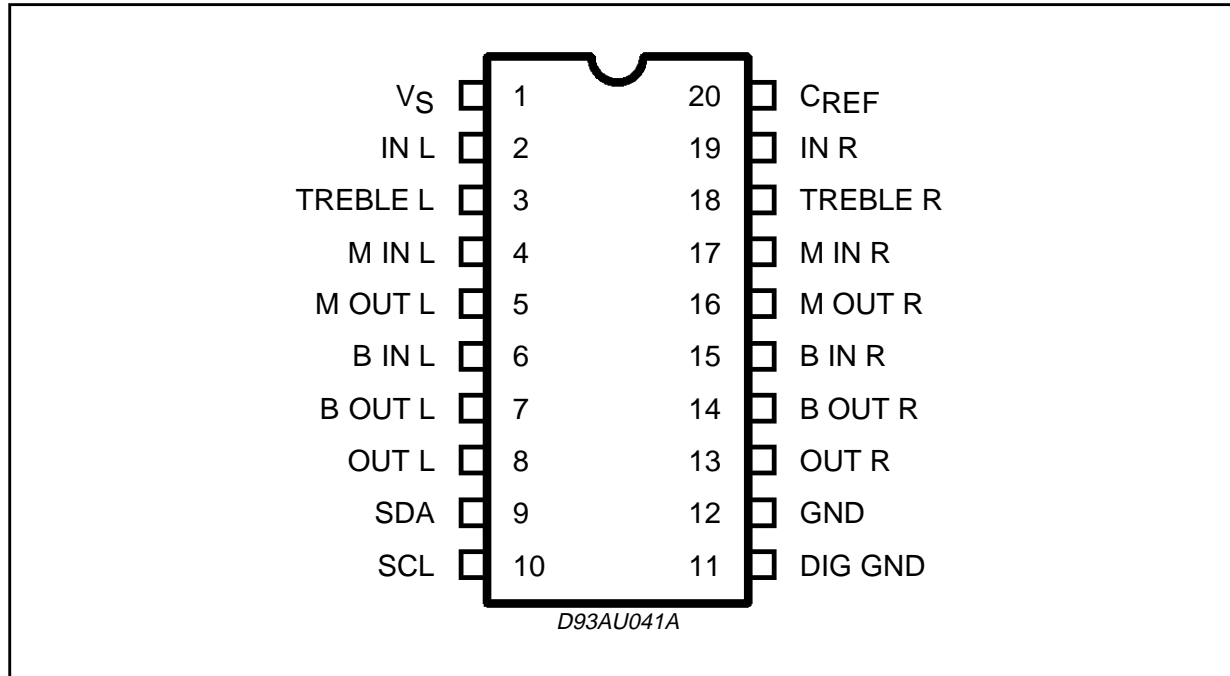 VS 1 20 CREF
IN L 2 19 IN R
TREBLE L 3 18 TREBLE R
M IN L 4 17 M IN R
M OUT L 5 16 M OUT R
B IN L 6 15 B IN R
B OUT L 7 14 B OUT R
OUT L 8 13 OUT R
SDA 9 12 GND
SCL 10 11 DIG GND
D93AU041A